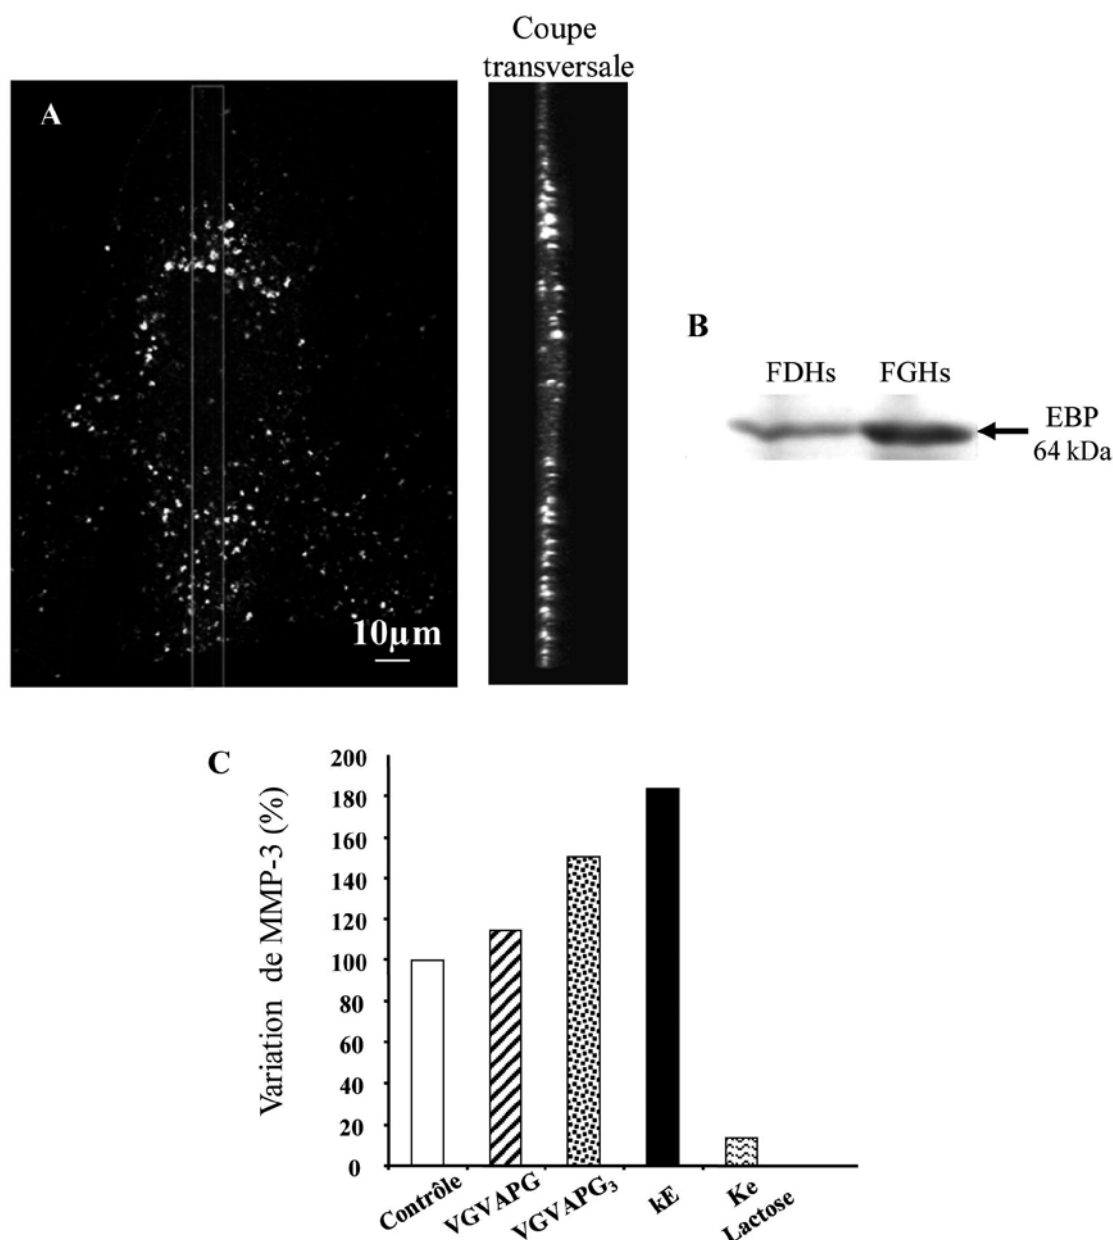 Coupe
transversale
A
10µm
B
FDHs FGHs
EBP
64 kDa
C
Variation de MMP-3 (%)
200
180
160
140
120
100
80
60
40
20
0
Contrôle
VGVAPG
VGVAPG₃
kE
Ke
Lactose